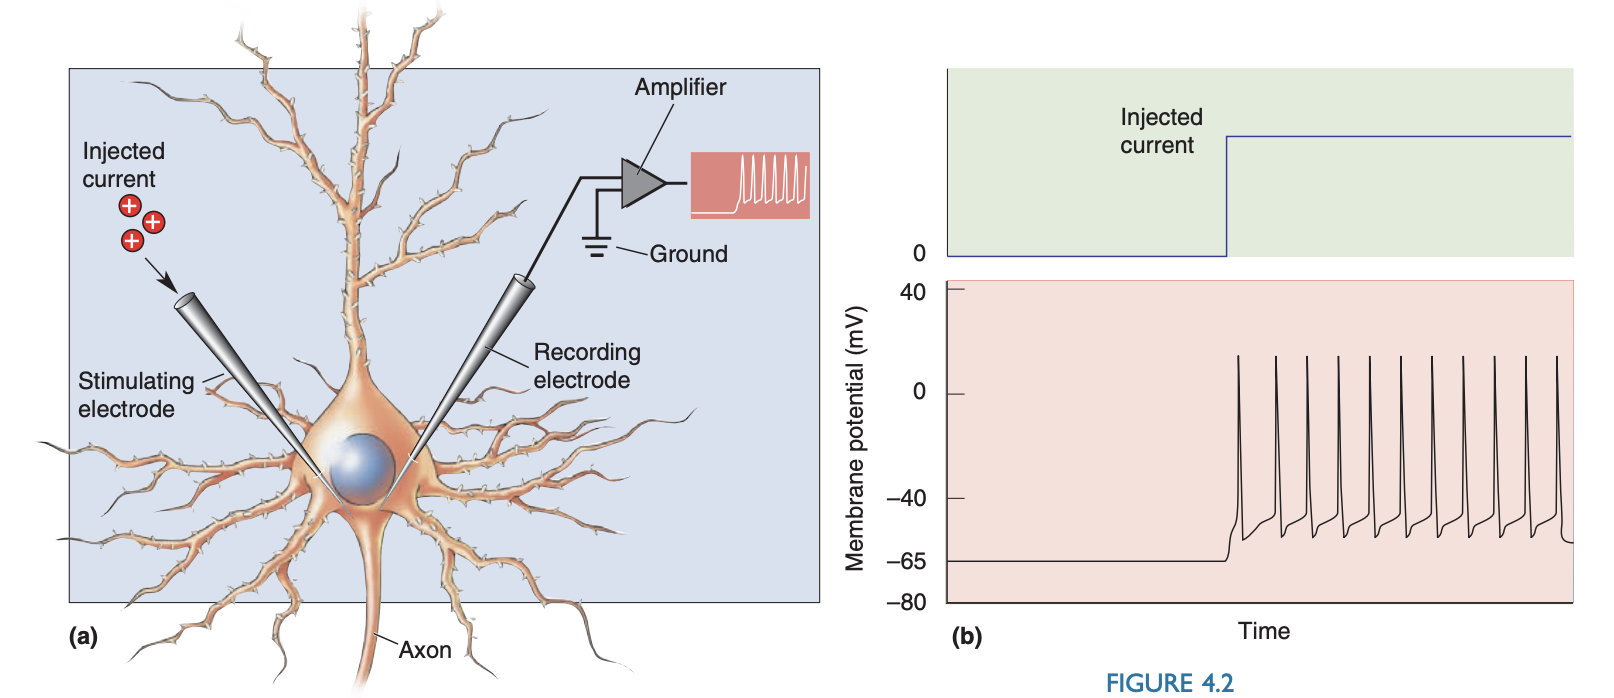 Injected
current
+
+
+
Stimulating
electrode
Amplifier
Ground
Recording
electrode
Axon
(a)
Injected
current
0
40
0
–40
–65
–80
Membrane potential (mV)
Time
(b)
FIGURE 4.2